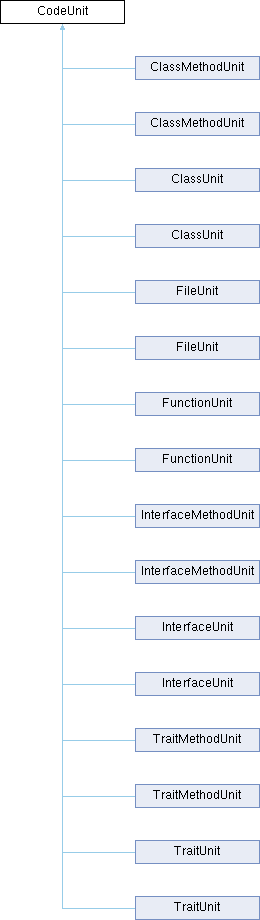 CodeUnit
ClassMethodUnit
ClassMethodUnit
ClassUnit
ClassUnit
FileUnit
FileUnit
FunctionUnit
FunctionUnit
InterfaceMethodUnit
InterfaceMethodUnit
InterfaceUnit
InterfaceUnit
TraitMethodUnit
TraitMethodUnit
TraitUnit
TraitUnit